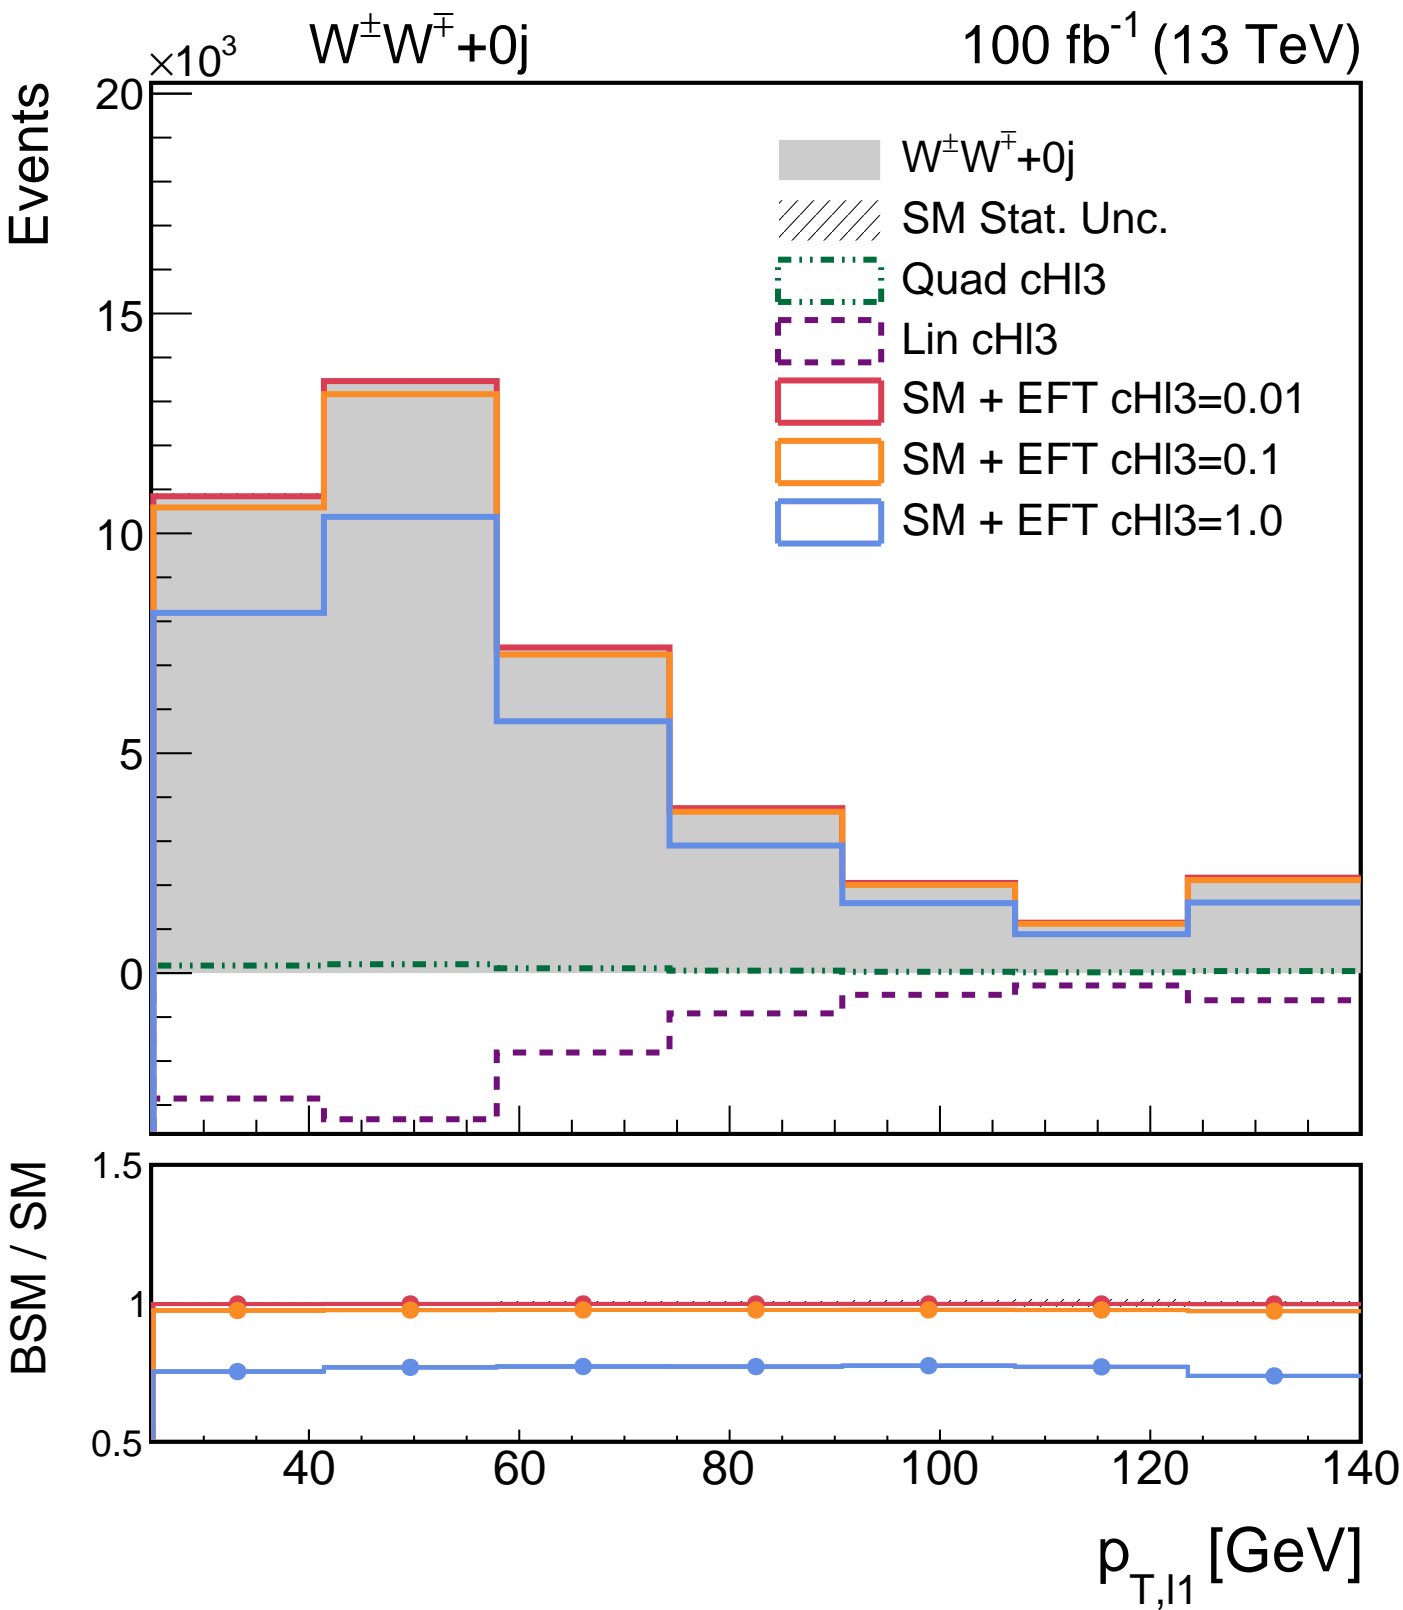 W±W∓+0j 100 fb-1 (13 TeV)
×103
Events
20
15
10
5
0
W±W∓+0j
SM Stat. Unc.
Quad cHl3
Lin cHl3
SM + EFT cHl3=0.01
SM + EFT cHl3=0.1
SM + EFT cHl3=1.0
BSM / SM
1.5
1
0.5
40 60 80 100 120 140
pT,l1 [GeV]